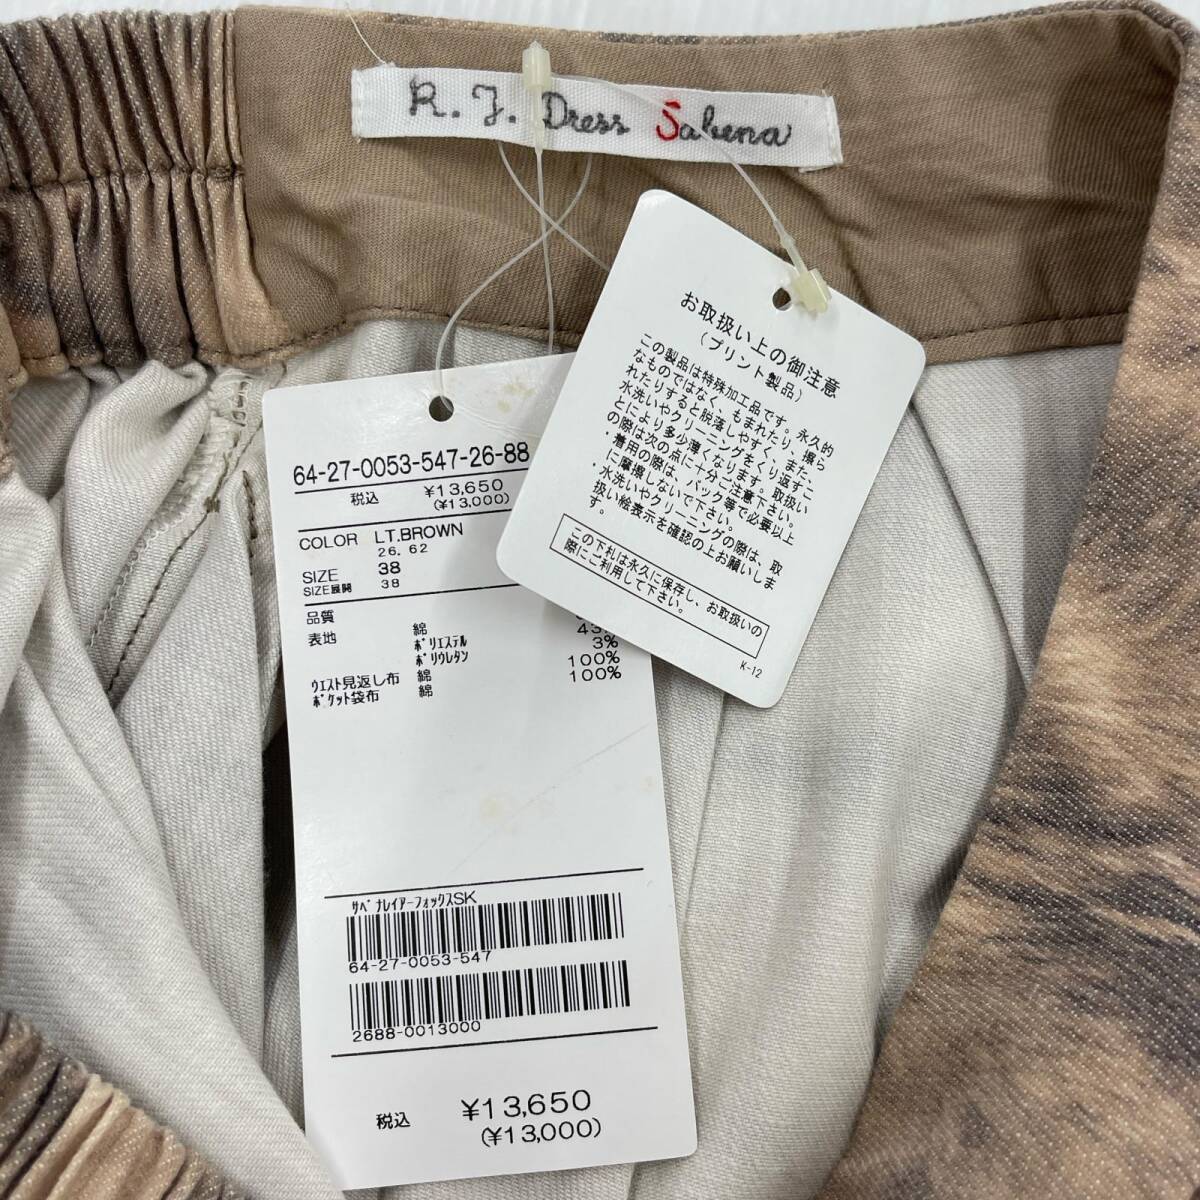 R. J. Dress Sabena
64-27-0053-547-26-88
税込 ¥13,650
(¥13,000)
COLOR LT.BROWN
26. 62
SIZE 38
SIZE展開 38
品質
表地 綿
ﾎﾟﾘｴｽﾃﾙ 43%
ﾎﾟﾘｳﾚﾀﾝ 3%
ｳｴｽﾄ見返し布 綿 100%
ﾎﾟｹｯﾄ袋布 綿 100%
ｻﾍﾞﾅﾚｲｱｰﾌｫｯｸｽSK
64-27-0053-547
2688-0013000
税込 ¥13,650
(¥13,000)
お取扱い上の御注意
(プリント製品)
この製品は特殊加工品です。永久的
なものではなく、もまれたり、擦ら
れたりすると脱落しやすく、また、
水洗いやクリーニングをくり返すこ
とにより多少薄くなります。取扱い
の際は次の点に十分ご注意下さい。
・着用の際は、バック等で必要以上
に摩擦しないで下さい。
・水洗いやクリーニングの際は、取
扱い絵表示を確認の上お願いしま
す。
この下札は永久に保存し、お取扱いの
際にご利用して下さい。
K-12